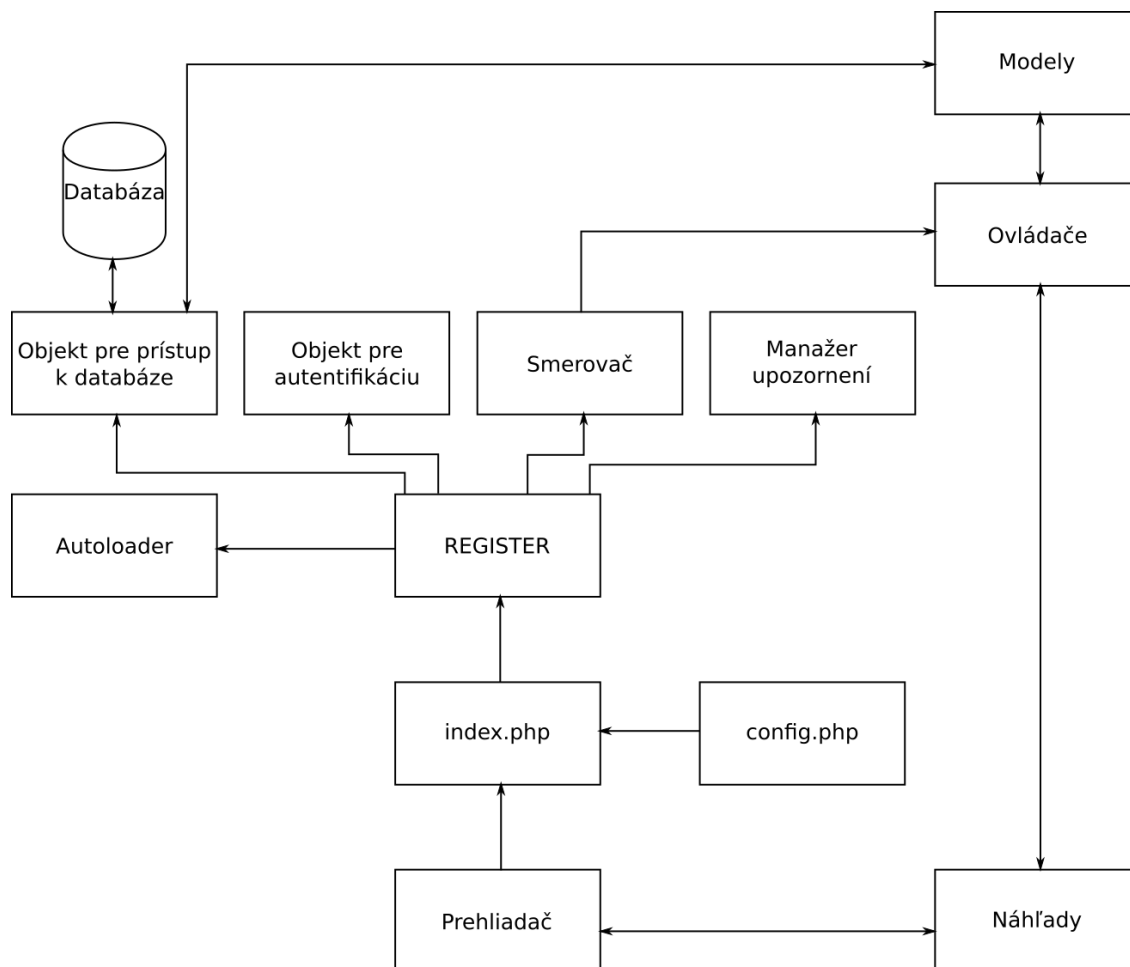 Modely
Databáza
Ovládače
Objekt pre prístup
k databáze
Objekt pre
autentifikáciu
Smerovač
Manažer
upozornení
Autoloader
REGISTER
index.php
config.php
Prehliadač
Náhľady